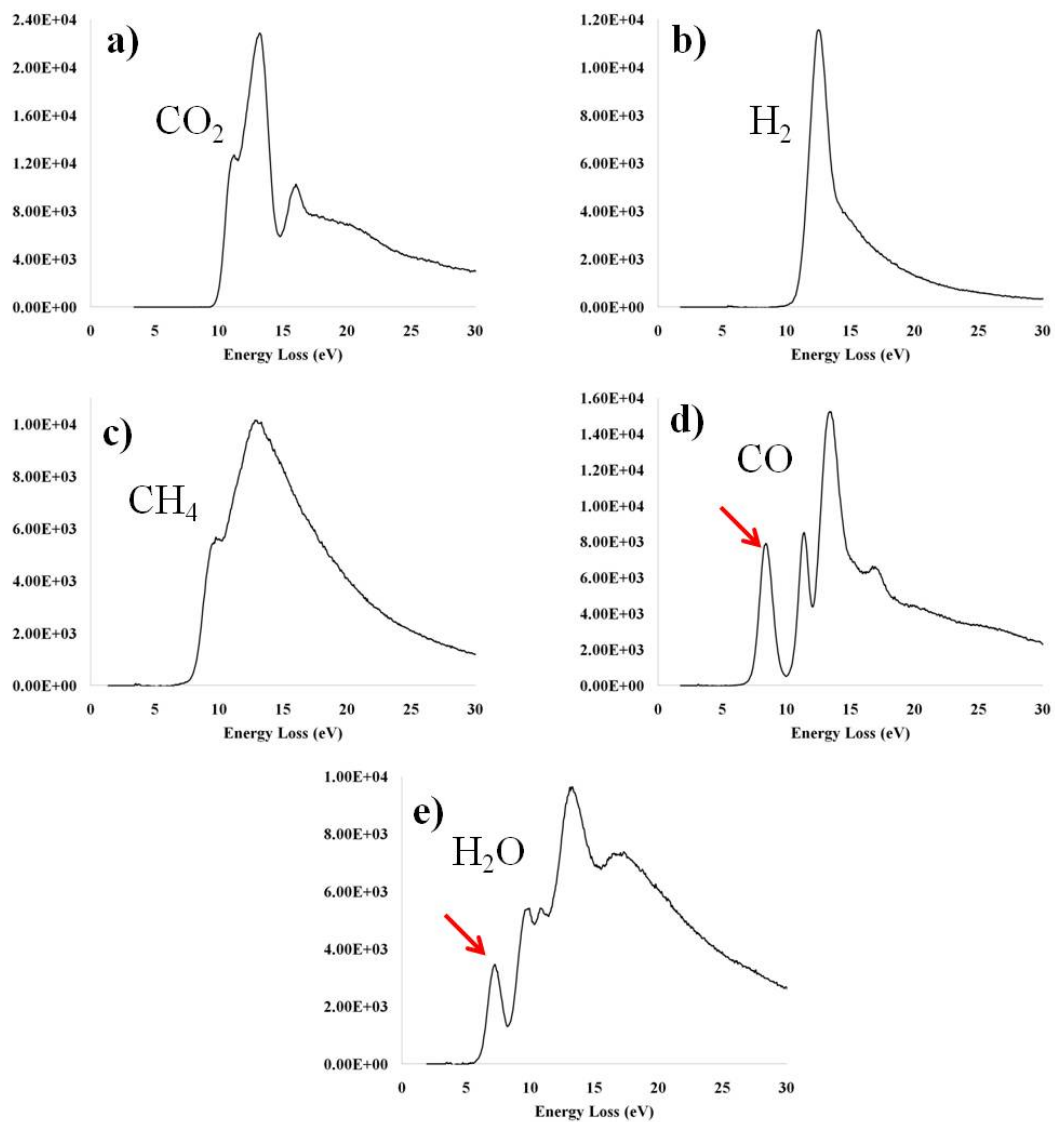 a)
CO2
2.40E+04
2.00E+04
1.60E+04
1.20E+04
8.00E+03
4.00E+03
0.00E+00
0 5 10 15 20 25 30
Energy Loss (eV)
b)
H2
1.20E+04
1.00E+04
8.00E+03
6.00E+03
4.00E+03
2.00E+03
0.00E+00
0 5 10 15 20 25 30
Energy Loss (eV)
c)
CH4
1.00E+04
8.00E+03
6.00E+03
4.00E+03
2.00E+03
0.00E+00
0 5 10 15 20 25 30
Energy Loss (eV)
d)
CO
1.60E+04
1.40E+04
1.20E+04
1.00E+04
8.00E+03
6.00E+03
4.00E+03
2.00E+03
0.00E+00
0 5 10 15 20 25 30
Energy Loss (eV)
e)
H2O
1.00E+04
8.00E+03
6.00E+03
4.00E+03
2.00E+03
0.00E+00
0 5 10 15 20 25 30
Energy Loss (eV)